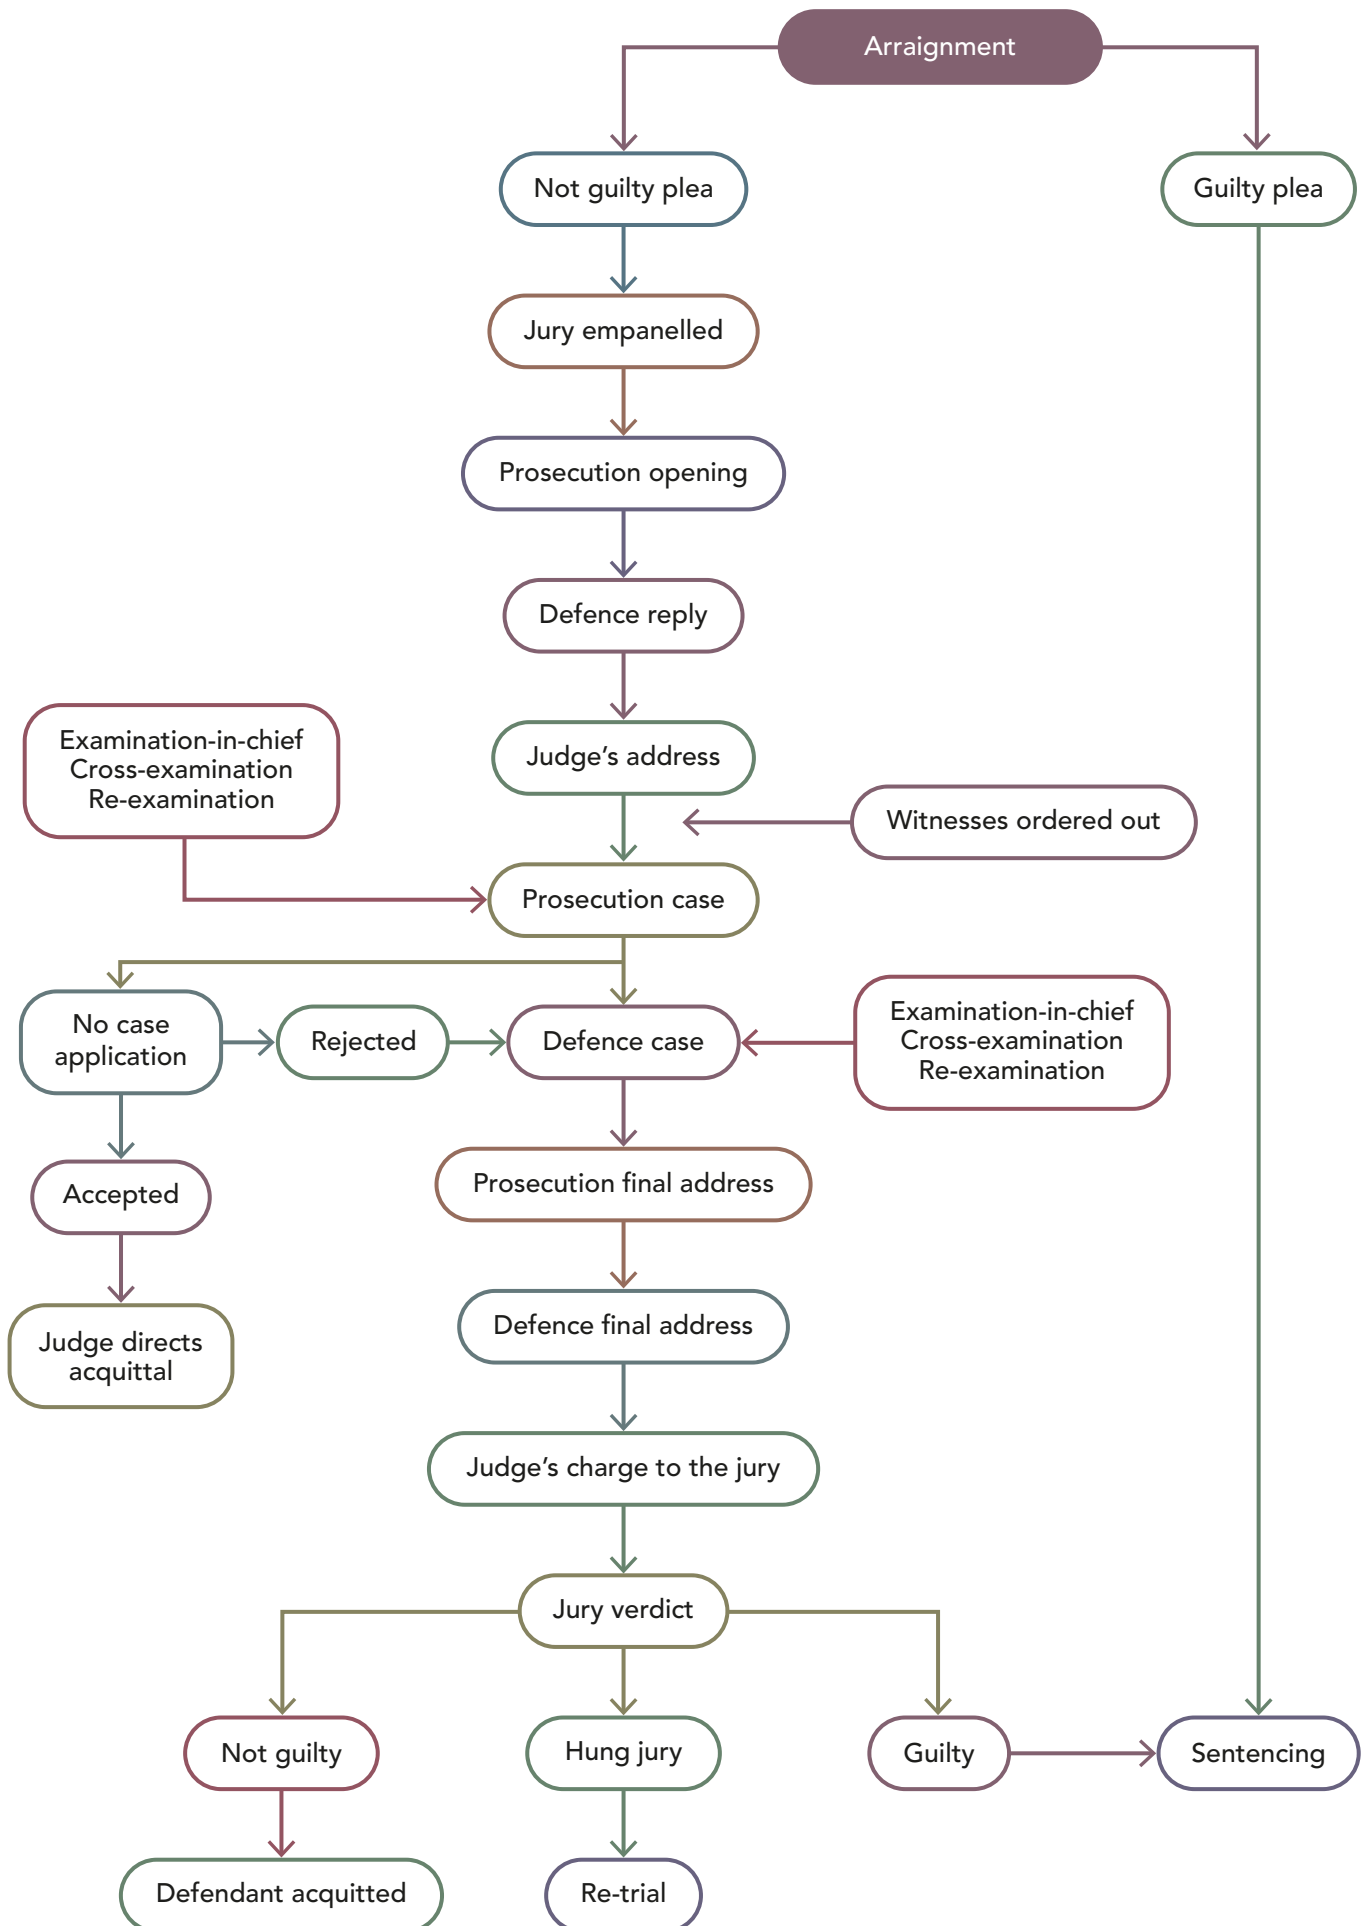 Arraignment
Not guilty plea
Guilty plea
Jury empanelled
Prosecution opening
Defence reply
Examination-in-chief
Cross-examination
Re-examination
Judge’s address
Witnesses ordered out
Prosecution case
No case
application
Rejected
Defence case
Examination-in-chief
Cross-examination
Re-examination
Accepted
Prosecution final address
Judge directs
acquittal
Defence final address
Judge’s charge to the jury
Jury verdict
Not guilty
Hung jury
Guilty
Sentencing
Defendant acquitted
Re-trial